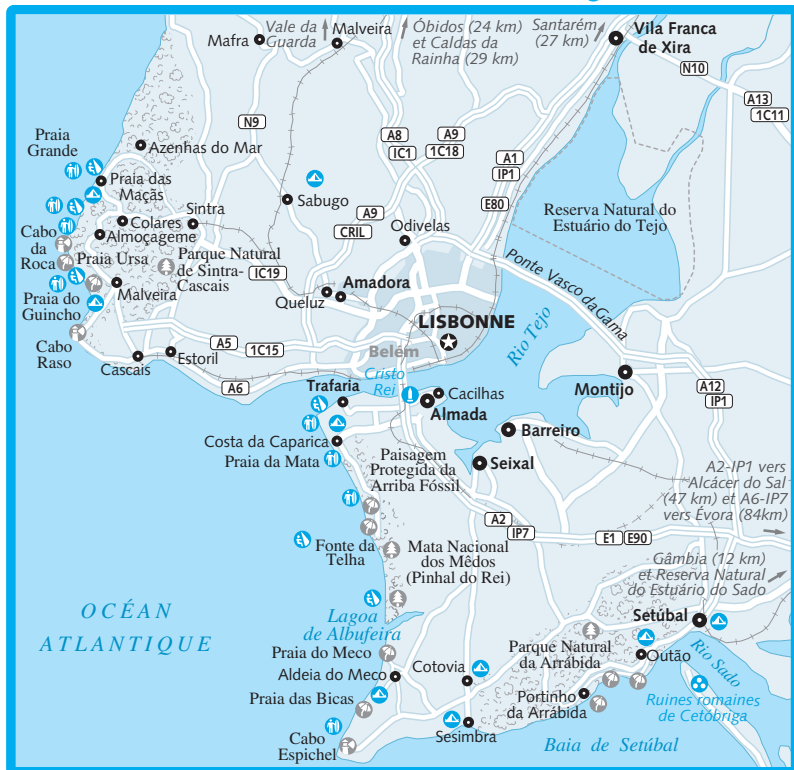 Vale da
Guarda
Malveira
Mafra
Óbidos (24 km)
et Caldas da
Rainha (29 km)
Santarém
(27 km)
Vila Franca
de Xira
N10
A13
1C11
N9
A8
IC1
A9
1C18
A1
IP1
E80
Praia
Grande
Azenhas do Mar
Praia das
Maçãs
Sabugo
Sintra
Colares
Almoçageme
A9
CRIL
Odivelas
Reserva Natural do
Estuário do Tejo
Cabo
da
Roca
Praia Ursa
Parque Natural
de Sintra-
Cascais
IC19
Ponte Vasco da Gama
Malveira
Praia do
Guincho
Queluz
Amadora
LISBONNE
Rio Tejo
Cabo
Raso
Cascais
Estoril
A5
1C15
Belém
A6
Cristo
Rei
Trafaria
Cacilhas
Almada
Montijo
A12
IP1
Barreiro
Costa da Caparica
Praia da Mata
Paisagem
Protegida da
Arriba Fóssil
Seixal
A2-IP1 vers
Alcácer do Sal
(47 km) et A6-IP7
vers Évora (84km)
A2
IP7
E1
E90
Fonte da
Telha
Mata Nacional
dos Mêdos
(Pinhal do Rei)
Gâmbia (12 km)
et Reserva Natural
do Estuário do Sado
OCÉAN
ATLANTIQUE
Lagoa
de Albufeira
Setúbal
Praia do Meco
Aldeia do Meco
Cotovia
Parque Natural
da Arrábida
Outão
Rio Sado
Praia das Bicas
Portinho
da Arrábida
Ruines romaines
de Cetóbriga
Cabo
Espichel
Sesimbra
Baia de Setúbal